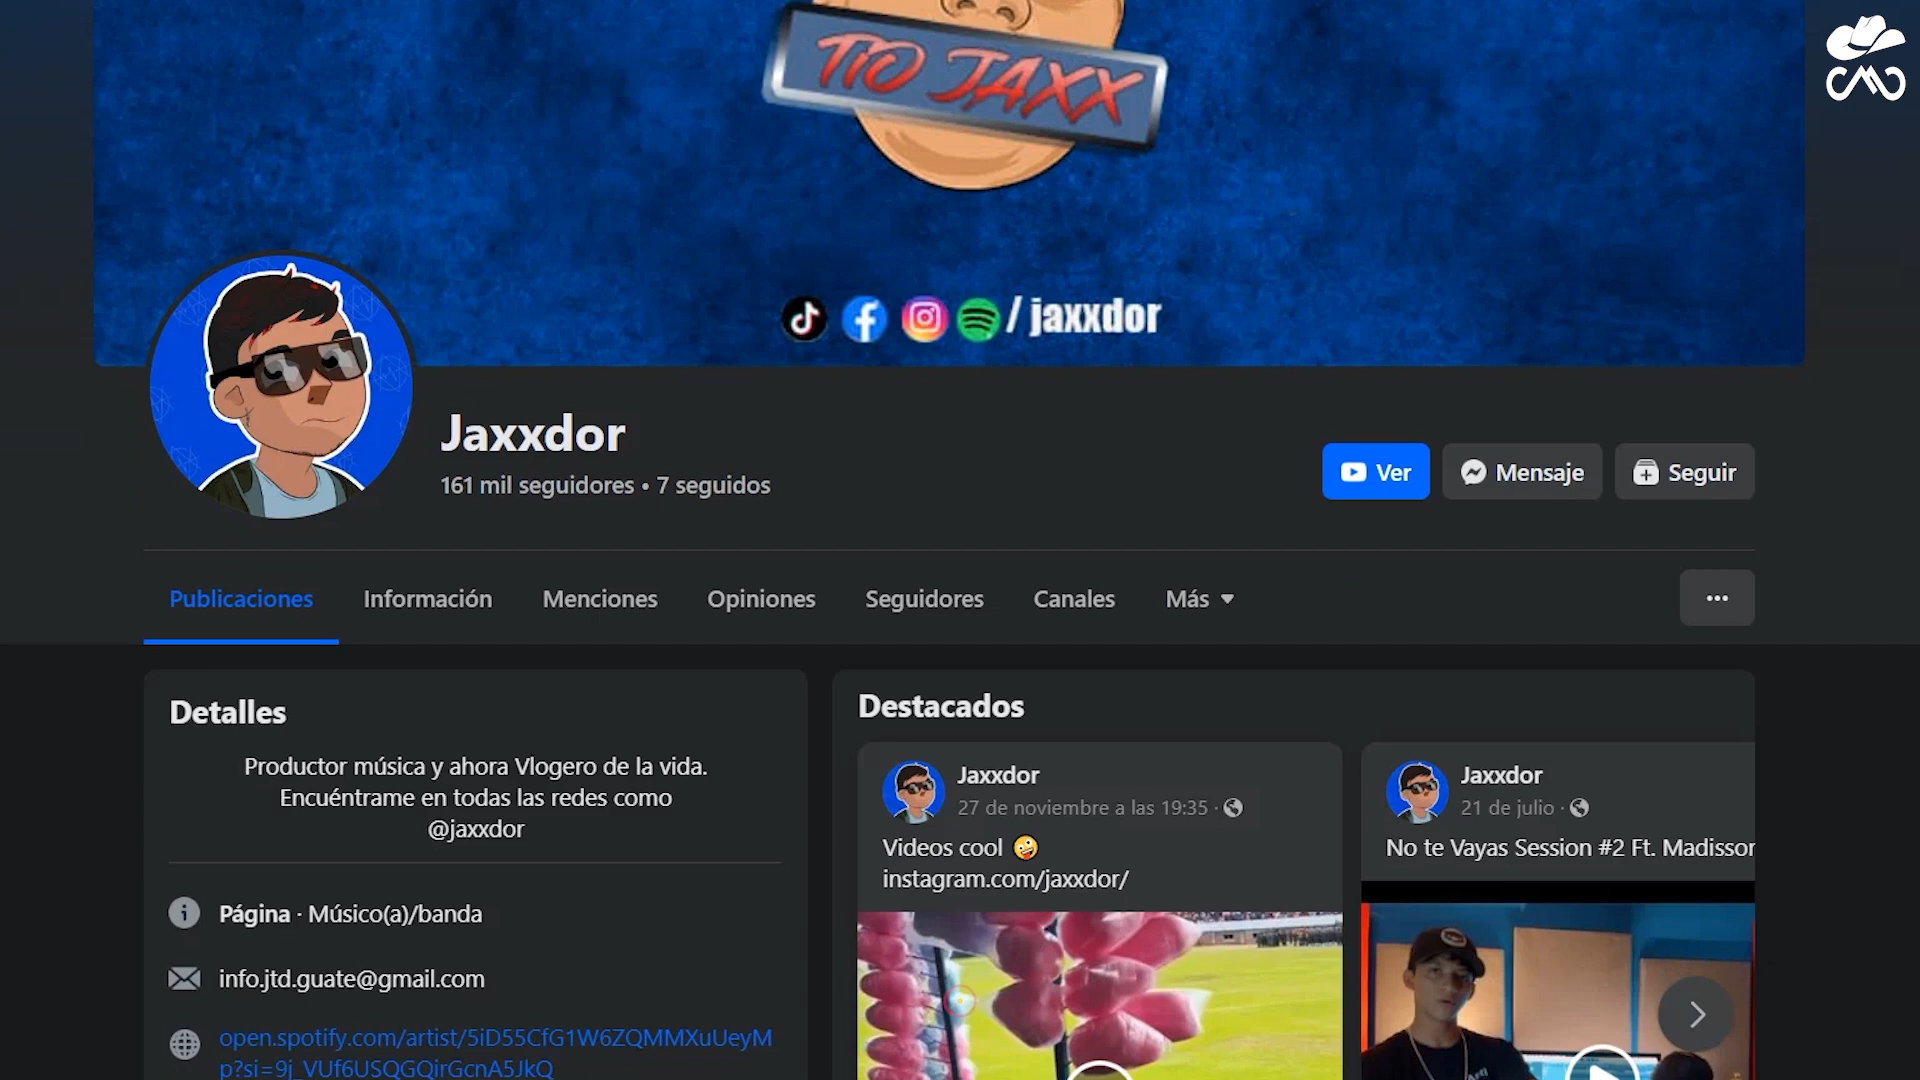 TIO JAXX
CMC
/ jaxxdor
Jaxxdor
161 mil seguidores • 7 seguidos
Ver
Mensaje
Seguir
Publicaciones
Información
Menciones
Opiniones
Seguidores
Canales
Más
Detalles
Productor música y ahora Vlogero de la vida.
Encuéntrame en todas las redes como
@jaxxdor
Página · Músico(a)/banda
info.jtd.guate@gmail.com
open.spotify.com/artist/5iD55CfG1W6ZQMMXuUeyM
p?si=9j_VUf6USQGQirGcnA5JkQ
Destacados
Jaxxdor
27 de noviembre a las 19:35 ·
Videos cool 🤪
instagram.com/jaxxdor/
Jaxxdor
21 de julio ·
No te Vayas Session #2 Ft. Madisson